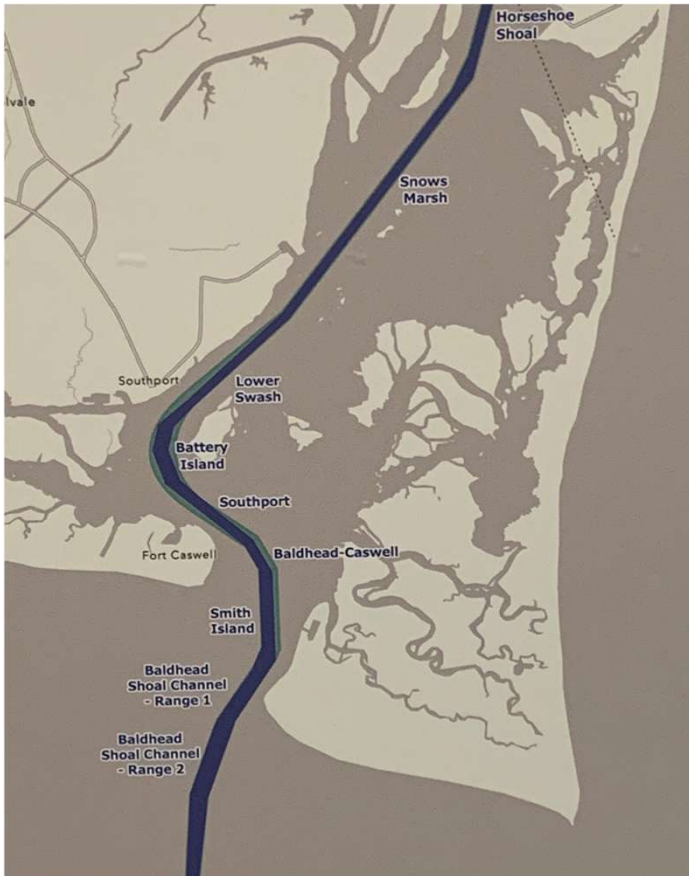 Horseshoe
Shoal
Snows
Marsh
Southport
Lower
Swash
Battery
Island
Southport
Fort Caswell
Baldhead-Caswell
Smith
Island
Baldhead
Shoal Channel
- Range 1
Baldhead
Shoal Channel
- Range 2